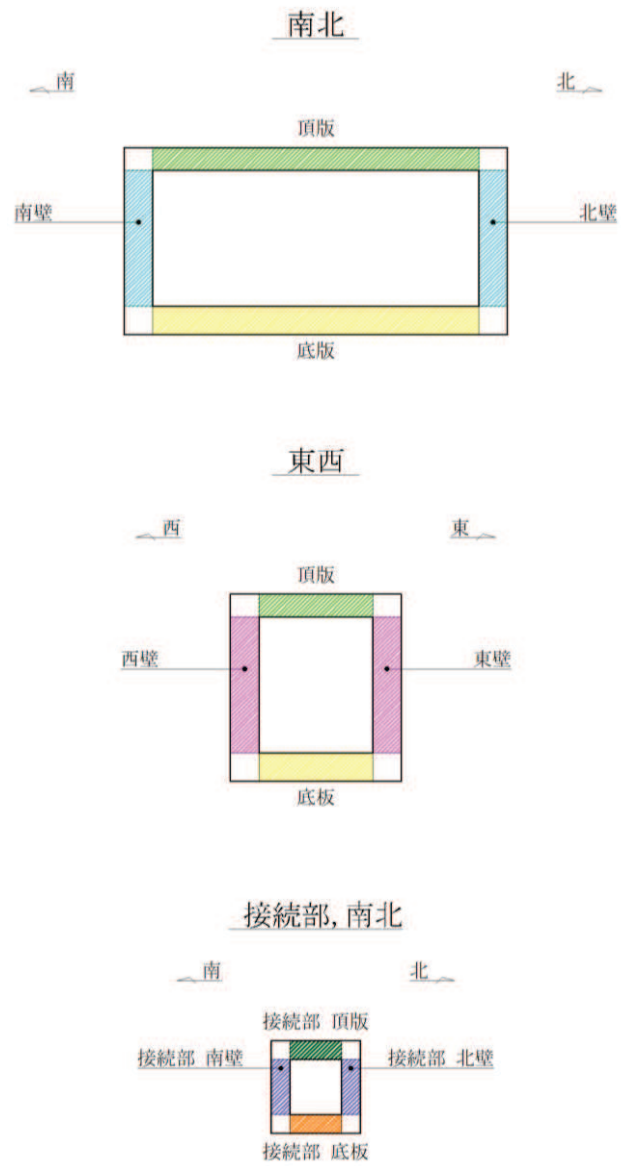 南北
南 北
頂版
南壁 北壁
底版
東西
西 東
頂版
西壁 東壁
底板
接続部, 南北
南 北
接続部 頂版
接続部 南壁 接続部 北壁
接続部 底板